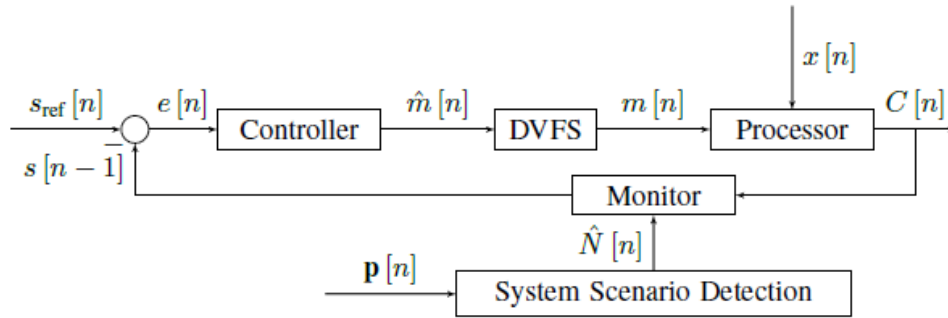 x [n]
s_ref [n] e [n] m̂ [n] m [n] C [n]
Controller DVFS Processor
−
s [n − 1]
Monitor
N̂ [n]
p [n]
System Scenario Detection